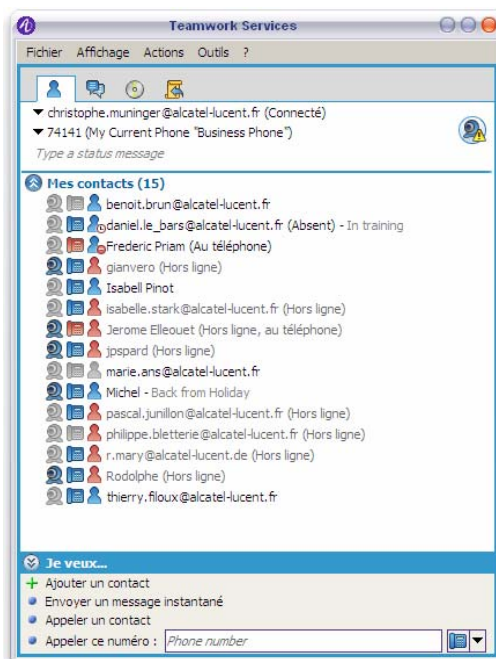 Teamwork Services
Fichier Affichage Actions Outils ?
christophe.muninger@alcatel-lucent.fr (Connecté)
74141 (My Current Phone "Business Phone")
Type a status message
Mes contacts (15)
benoit.brun@alcatel-lucent.fr
daniel.le_bars@alcatel-lucent.fr (Absent) - In training
Frederic Priam (Au téléphone)
gianvero (Hors ligne)
Isabell Pinot
isabelle.stark@alcatel-lucent.fr (Hors ligne)
Jerome Elleouet (Hors ligne, au téléphone)
jpspard (Hors ligne)
marie.ans@alcatel-lucent.fr
Michel - Back from Holiday
pascal.junillon@alcatel-lucent.fr (Hors ligne)
philippe.bletterie@alcatel-lucent.fr (Hors ligne)
r.mary@alcatel-lucent.de (Hors ligne)
Rodolphe (Hors ligne)
thierry.filoux@alcatel-lucent.fr
Je veux...
Ajouter un contact
Envoyer un message instantané
Appeler un contact
Appeler ce numéro : Phone number